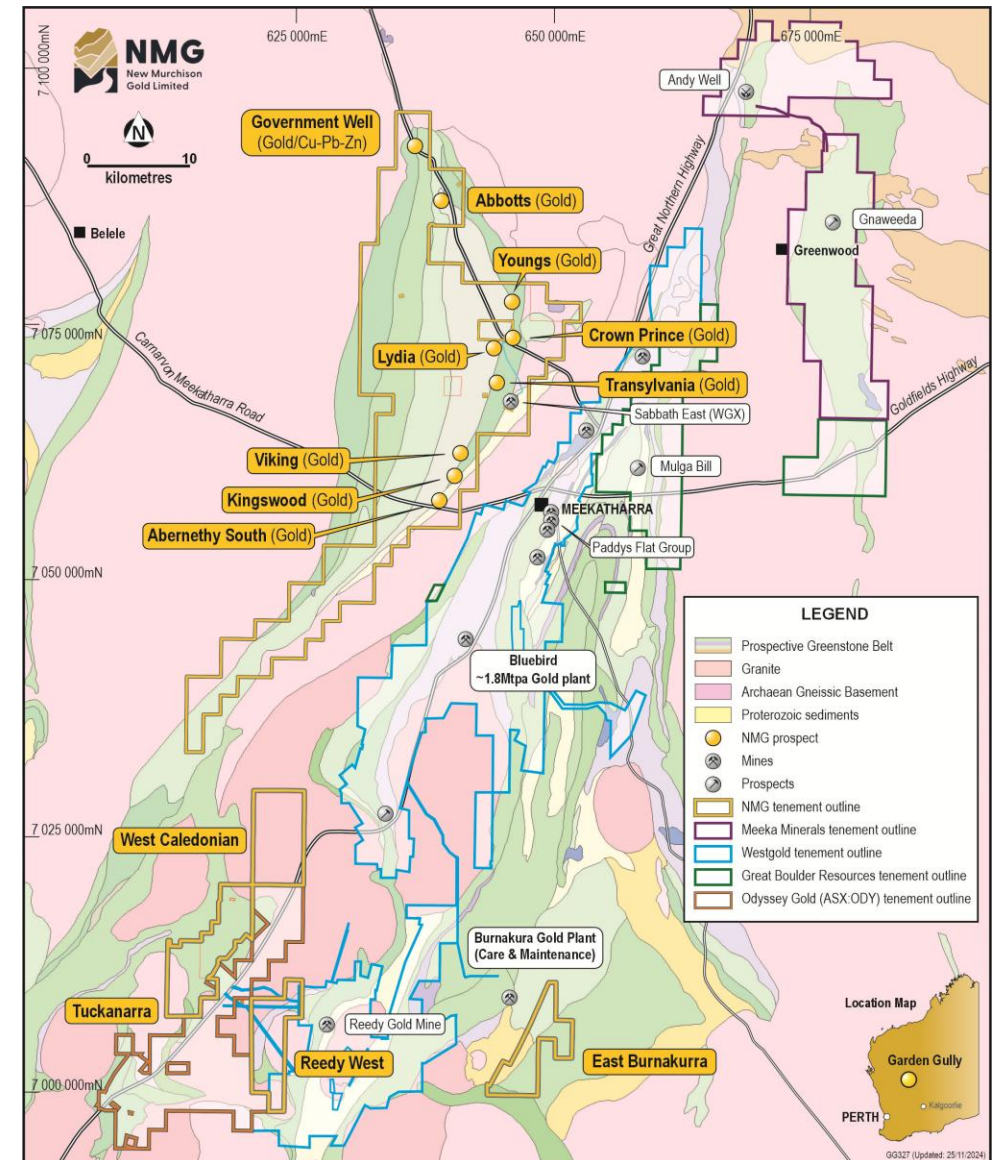 625 000mE
650 000mE
675 000mE
7 100 000mN
NMG
New Murchison
Gold Limited
N
0 10
kilometres
Andy Well
Government Well
(Gold/Cu-Pb-Zn)
Great Northern Highway
Abbotts (Gold)
Gnaweeda
Belele
Greenwood
Youngs (Gold)
7 075 000mN
Crown Prince (Gold)
Lydia (Gold)
Carnarvon Meekatharra Road
Transylvania (Gold)
Goldfields Highway
Sabbath East (WGX)
Viking (Gold)
Mulga Bill
Kingswood (Gold)
MEEKATHARRA
Abernethy South (Gold)
Paddys Flat Group
7 050 000mN
LEGEND
Prospective Greenstone Belt
Granite
Archaean Gneissic Basement
Proterozoic sediments
NMG prospect
Mines
Prospects
NMG tenement outline
Meeka Minerals tenement outline
Westgold tenement outline
Great Boulder Resources tenement outline
Odyssey Gold (ASX:ODY) tenement outline
Bluebird
~1.8Mtpa Gold plant
7 025 000mN
West Caledonian
Burnakura Gold Plant
(Care & Maintenance)
Tuckanarra
Reedy Gold Mine
Reedy West
East Burnakurra
7 000 000mN
Location Map
Garden Gully
Kalgoorlie
PERTH
GG327 (Updated: 25/11/2024)